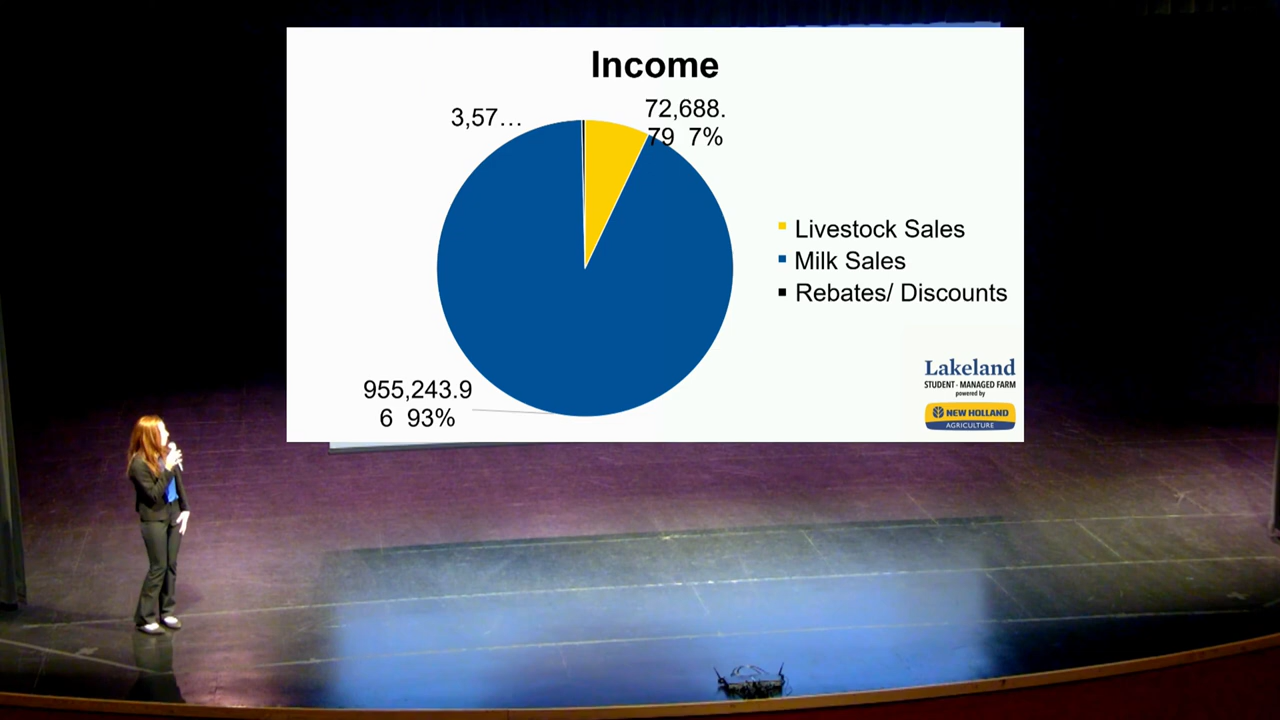 Income
3,57…
72,688.
79 7%
Livestock Sales
Milk Sales
Rebates/ Discounts
955,243.9
6 93%
Lakeland
STUDENT - MANAGED FARM
powered by
NEW HOLLAND
AGRICULTURE